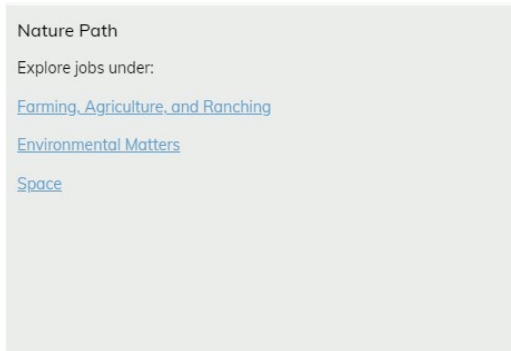 Nature Path
Explore jobs under:
Farming, Agriculture, and Ranching
Environmental Matters
Space